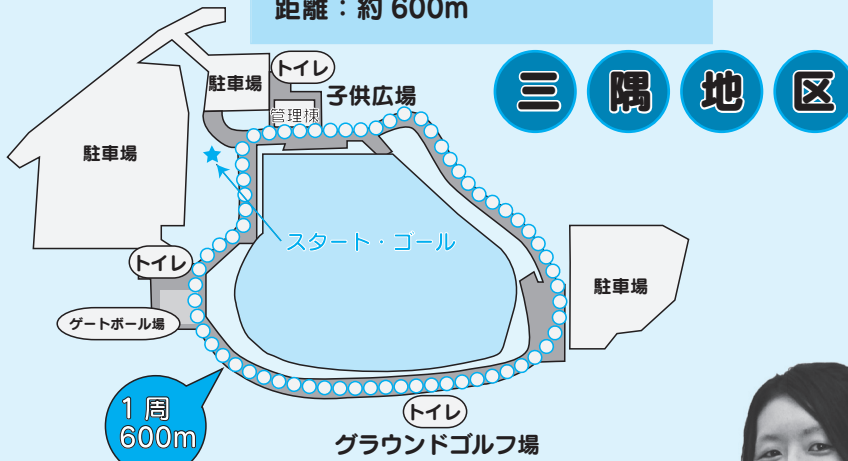 距離：約 600m
三隅地区
トイレ
駐車場
子供広場
管理棟
駐車場
スタート・ゴール
トイレ
駐車場
ゲートボール場
1 周
600m
トイレ
グラウンドゴルフ場